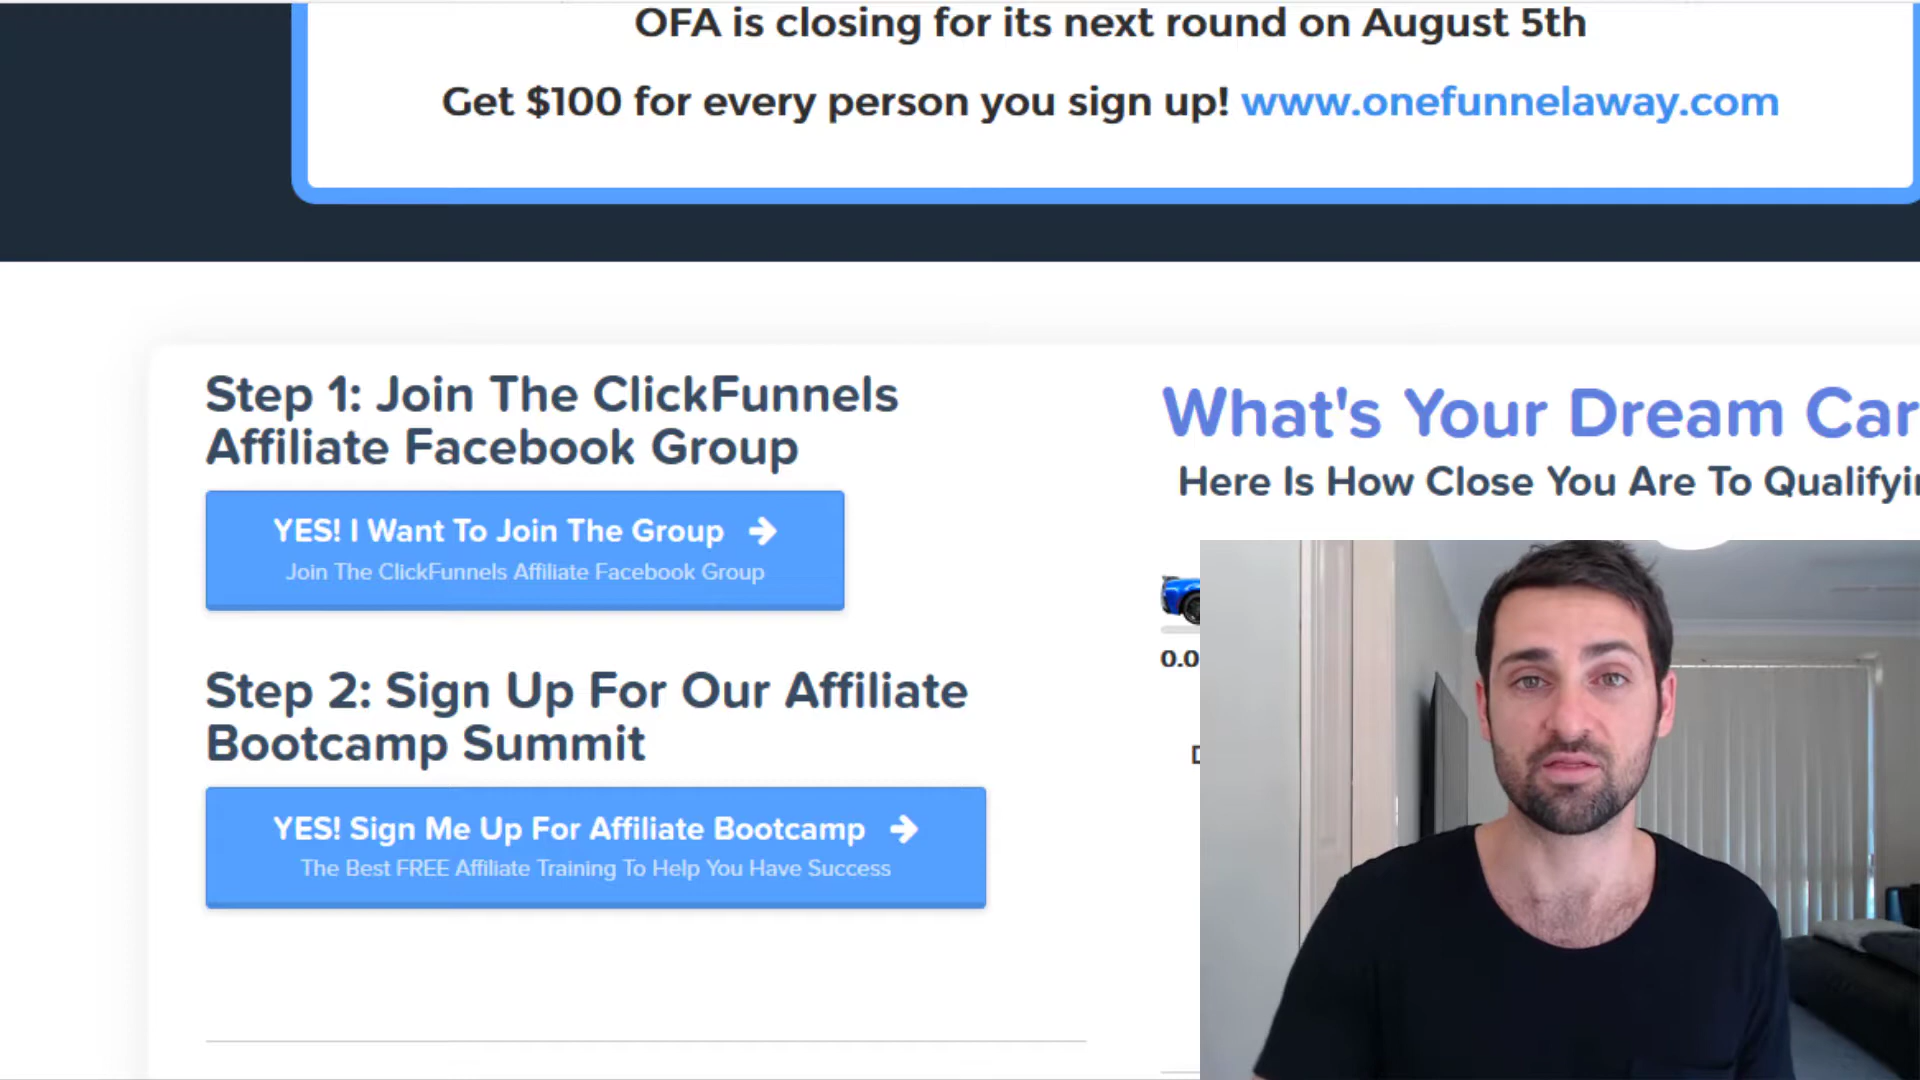 OFA is closing for its next round on August 5th
Get $100 for every person you sign up! www.onefunnelaway.com
Step 1: Join The ClickFunnels
Affiliate Facebook Group
YES! I Want To Join The Group
Join The ClickFunnels Affiliate Facebook Group
Step 2: Sign Up For Our Affiliate
Bootcamp Summit
YES! Sign Me Up For Affiliate Bootcamp
The Best FREE Affiliate Training To Help You Have Success
What's Your Dream Car
Here Is How Close You Are To
0.0